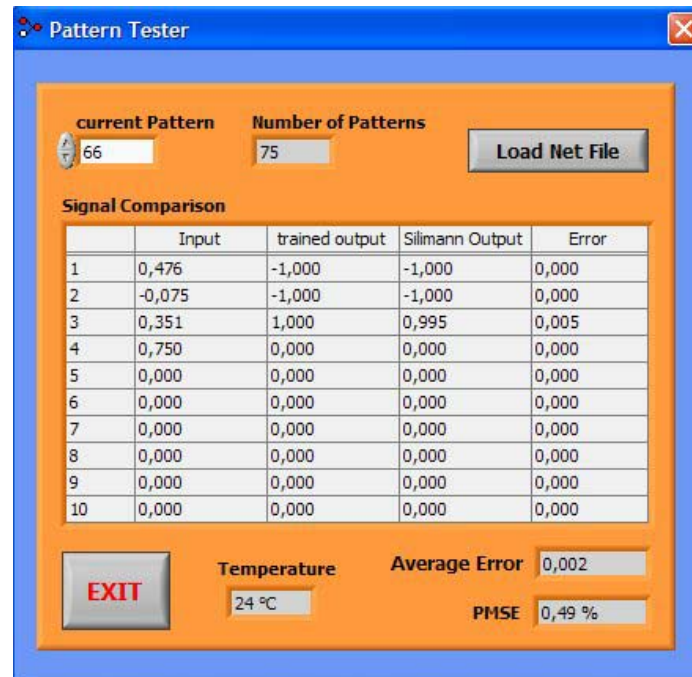 Pattern Tester
current Pattern Number of Patterns
66 75 Load Net File
Signal Comparison
Input trained output Silimann Output Error
1 0,476 -1,000 -1,000 0,000
2 -0,075 -1,000 -1,000 0,000
3 0,351 1,000 0,995 0,005
4 0,750 0,000 0,000 0,000
5 0,000 0,000 0,000 0,000
6 0,000 0,000 0,000 0,000
7 0,000 0,000 0,000 0,000
8 0,000 0,000 0,000 0,000
9 0,000 0,000 0,000 0,000
10 0,000 0,000 0,000 0,000
EXIT Temperature Average Error 0,002
24 ºC PMSE 0,49 %